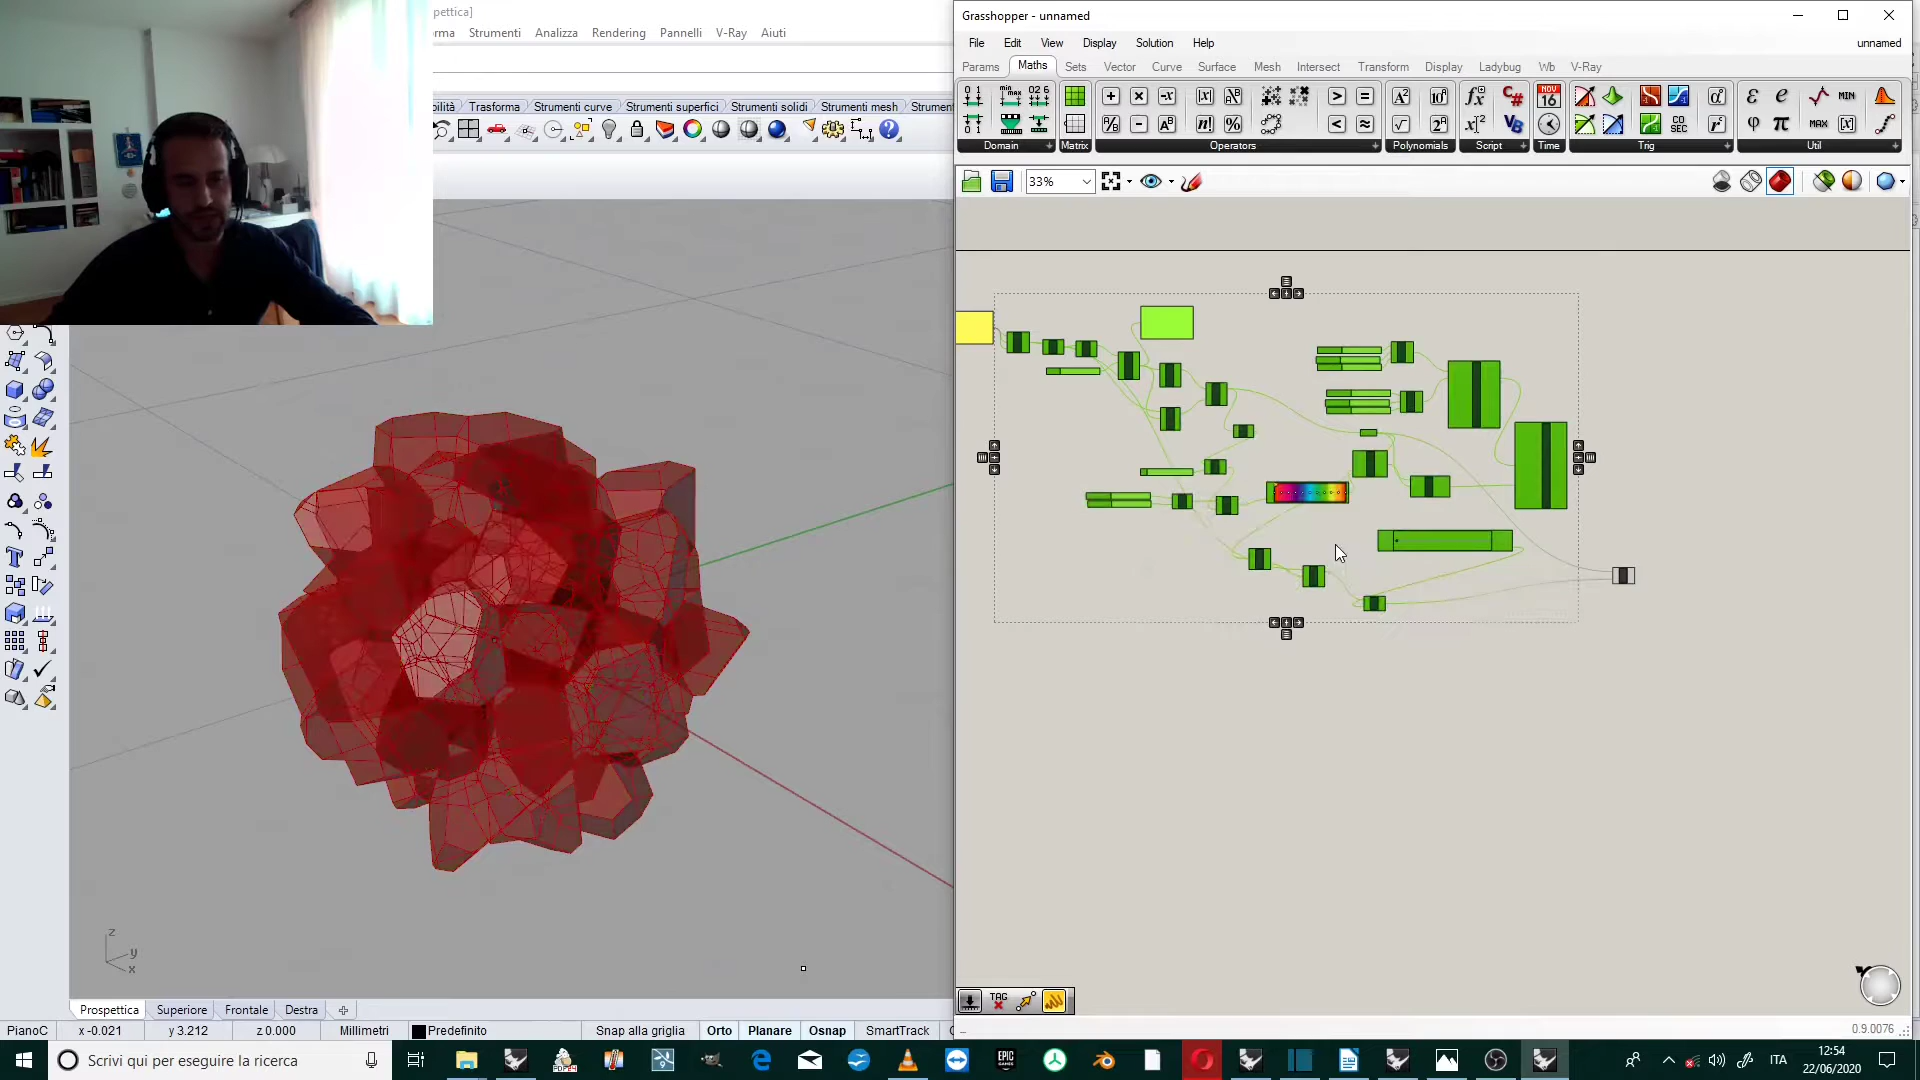 pettica]
rma Strumenti Analizza Rendering Pannelli V-Ray Aiuti
bilità Trasforma Strumenti curve Strumenti superfici Strumenti solidi Strumenti mesh Strumen
Grasshopper - unnamed
File Edit View Display Solution Help
unnamed
Params Maths Sets Vector Curve Surface Mesh Intersect Transform Display Ladybug Wb V-Ray
Domain Matrix Operators Polynomials Script Time Trig Util
33%
z
y
x
TAG
Prospettica Superiore Frontale Destra
PianoC x -0.021 y 3.212 z 0.000 Millimetri Predefinito Snap alla griglia Orto Planare Osnap SmartTrack
0.9.0076
Scrivi qui per eseguire la ricerca
EPIC GAMES
ITA
12:54
22/06/2020